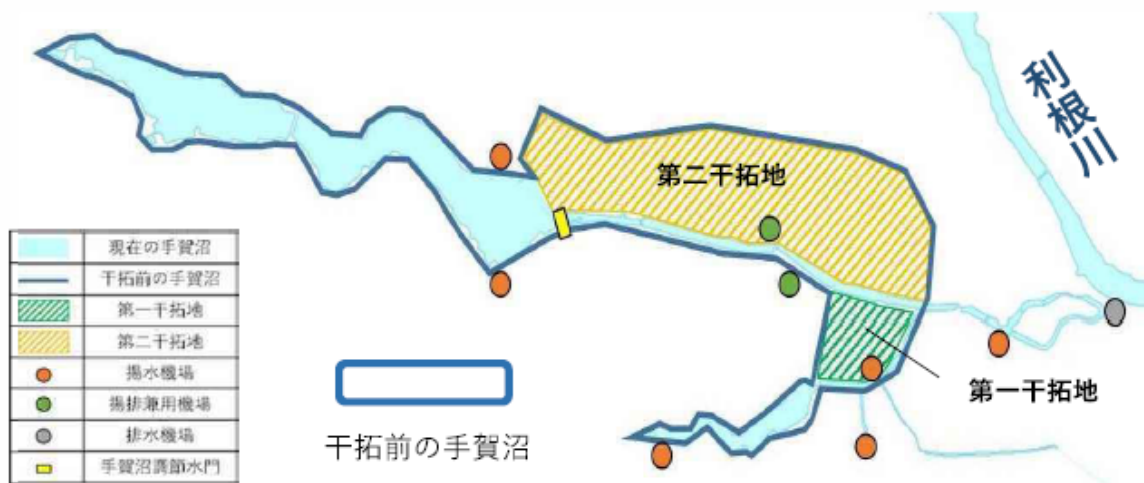 利根川
第二干拓地
現在の手賀沼
干拓前の手賀沼
第一干拓地
第二干拓地
揚水機場
揚排兼用機場
排水機場
手賀沼調節水門
干拓前の手賀沼
第一干拓地